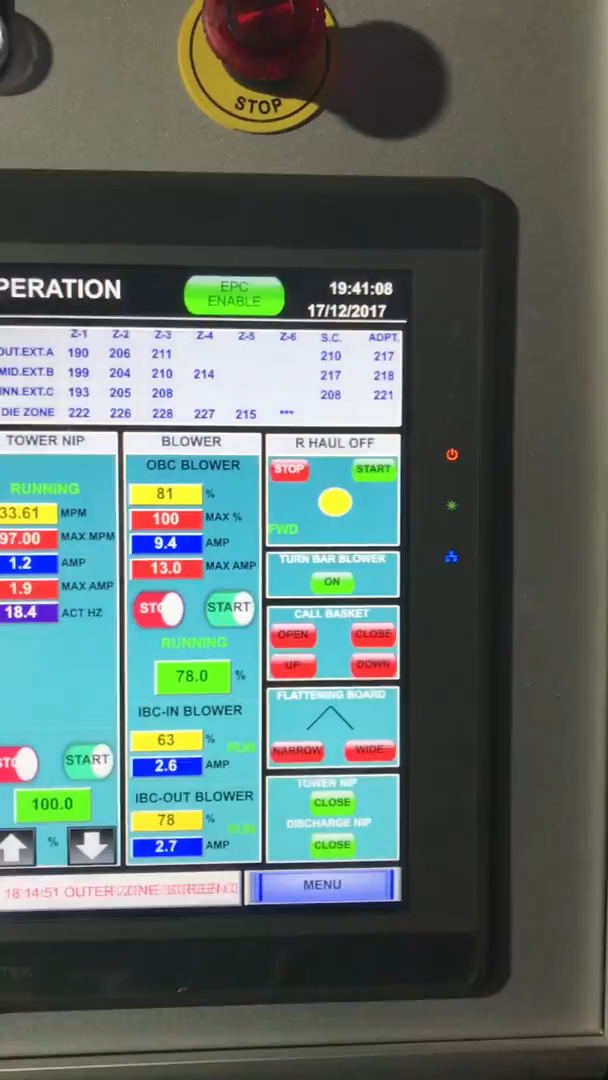 STOP
PERATION
EPC
ENABLE
19:41:08
17/12/2017
Z-1 Z-2 Z-3 Z-4 Z-5 Z-6 S.C. ADPT.
OUT.EXT.A 190 206 211 210 217
MID.EXT.B 199 204 210 214 217 218
INN.EXT.C 193 205 208 208 221
DIE ZONE 222 226 228 227 215 ***
TOWER NIP
RUNNING
33.61 MPM
97.00 MAX MPM
1.2 AMP
1.9 MAX AMP
18.4 ACT HZ
START
100.0
%
BLOWER
OBC BLOWER
81 %
100 MAX %
9.4 AMP
13.0 MAX AMP
START
RUNNING
78.0 %
IBC-IN BLOWER
63 % RUN
2.6 AMP
IBC-OUT BLOWER
78 % RUN
2.7 AMP
R HAUL OFF
STOP START
FWD
TURN BAR BLOWER
ON
CALL BASKET
OPEN CLOSE
UP DOWN
FLATTENING BOARD
NARROW WIDE
TOWER NIP
CLOSE
DISCHARGE NIP
CLOSE
18:14:51 OUTER ZONE
MENU